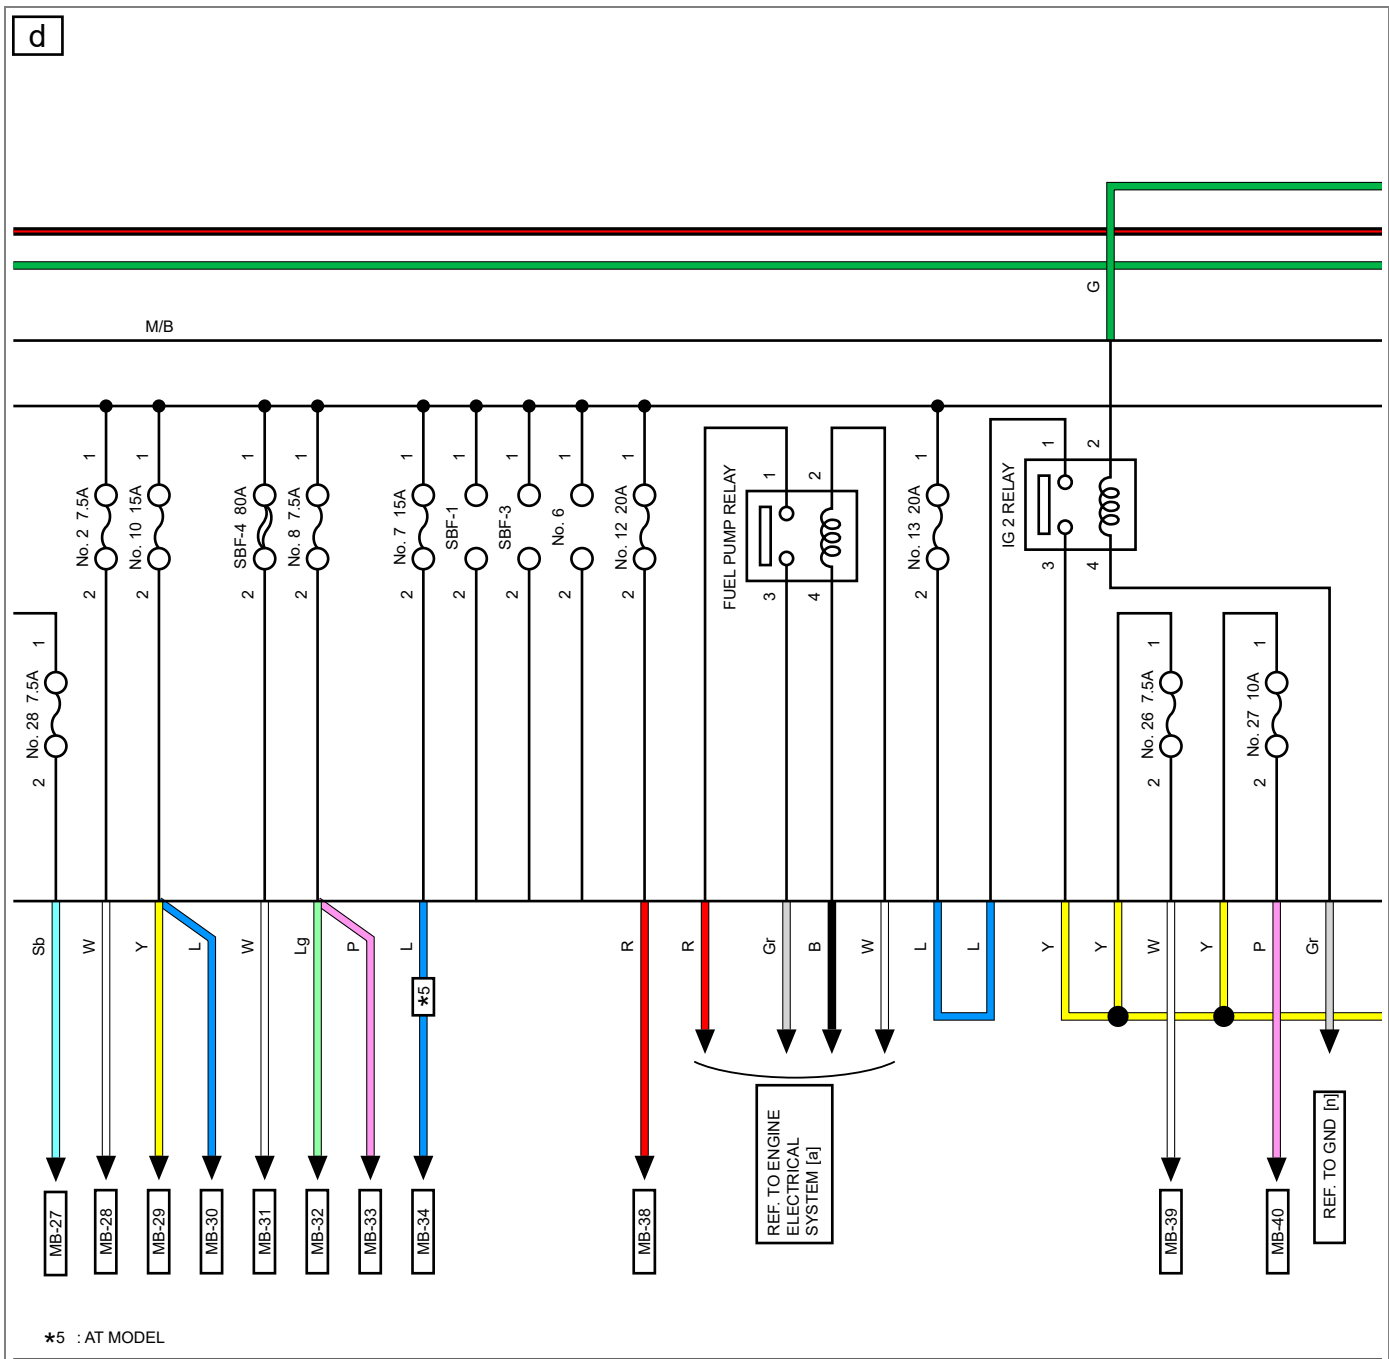 d
G
M/B
1
1
1
1
1
1
1
1
1
1
2
1
1
2
No. 2 7.5A
No. 10 15A
SBF-4 80A
No. 8 7.5A
No. 7 15A
SBF-1
SBF-3
No. 6
No. 12 20A
FUEL PUMP RELAY
No. 13 20A
IG 2 RELAY
2
2
2
2
2
2
2
2
2
3
4
2
3
4
1
No. 28 7.5A
2
1
No. 26 7.5A
2
1
No. 27 10A
2
Sb
W
Y
L
W
Lg
P
L
R
R
Gr
B
W
L
L
Y
Y
W
Y
P
Gr
*5
MB-27
MB-28
MB-29
MB-30
MB-31
MB-32
MB-33
MB-34
MB-38
REF. TO ENGINE
ELECTRICAL
SYSTEM [a]
MB-39
MB-40
REF. TO GND [n]
*5 : AT MODEL